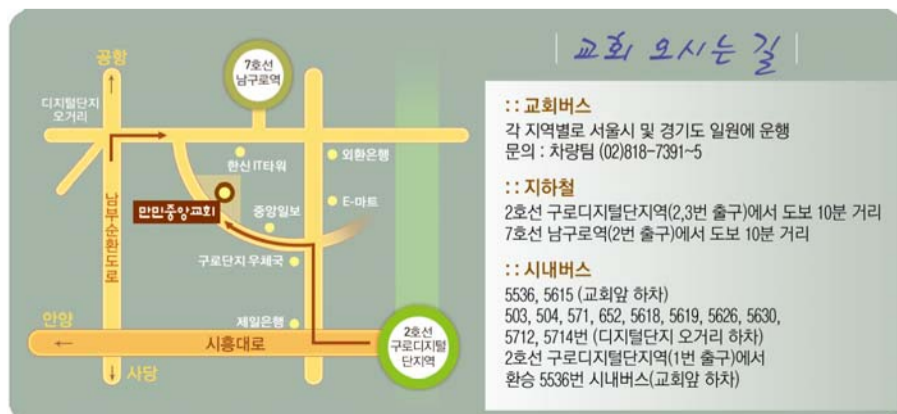 공항
디지털단지
오거리
7호선
남구로역
한신 IT타워
외환은행
만민중앙교회
중앙일보
E-마트
남부순환도로
구로단지 우체국
제일은행
안양
←
시흥대로
사당
2호선
구로디지털
단지역
교회 오시는 길
: : 교회버스
각 지역별로 서울시 및 경기도 일원에 운행
문의 : 차량팀 (02)818-7391~5
: : 지하철
2호선 구로디지털단지역(2,3번 출구)에서 도보 10분 거리
7호선 남구로역(2번 출구)에서 도보 10분 거리
: : 시내버스
5536, 5615 (교회앞 하차)
503, 504, 571, 652, 5618, 5619, 5626, 5630,
5712, 5714번 (디지털단지 오거리 하차)
2호선 구로디지털단지역(1번 출구)에서
환승 5536번 시내버스(교회앞 하차)